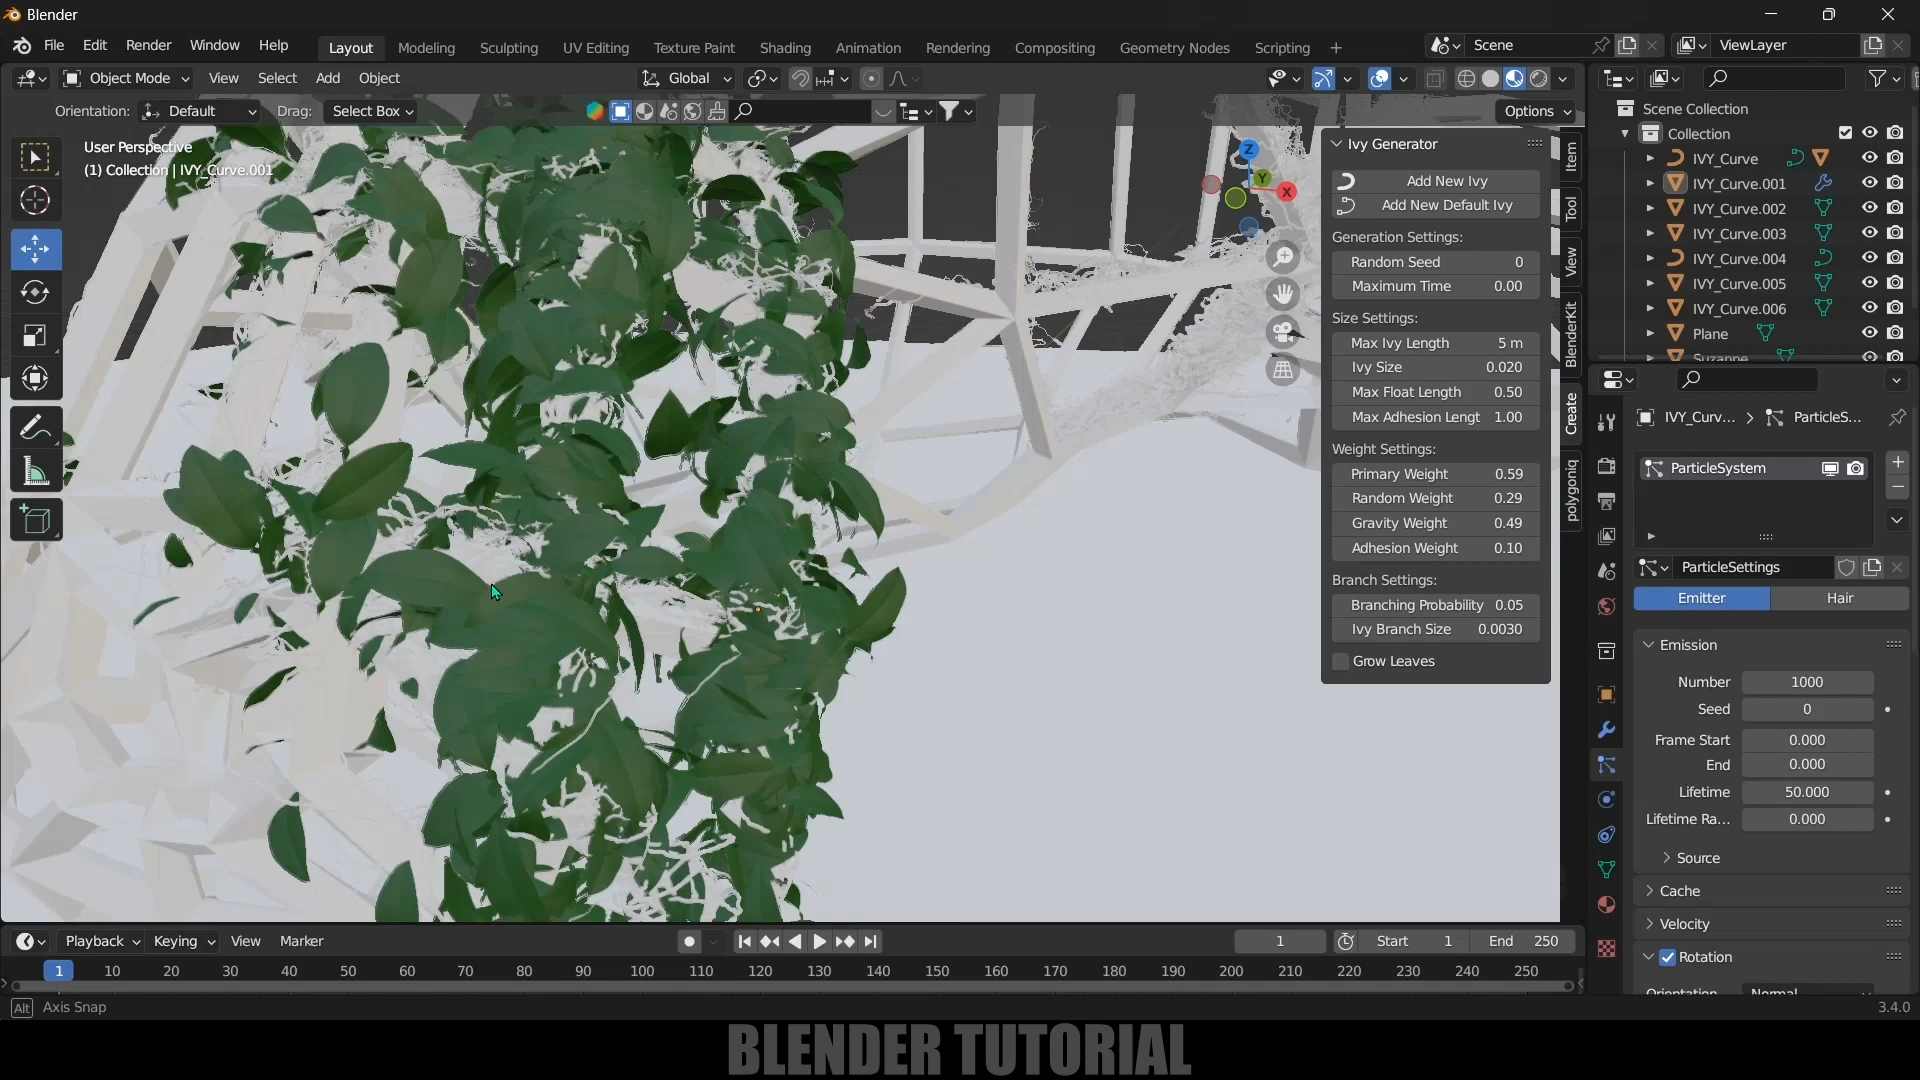 Blender
File Edit Render Window Help Layout Modeling Sculpting UV Editing Texture Paint Shading Animation Rendering Compositing Geometry Nodes Scripting Scene ViewLayer
Object Mode View Select Add Object Global
Orientation: Default Drag: Select Box Options
User Perspective
(1) Collection | IVY_Curve.001
Ivy Generator
Add New Ivy
Add New Default Ivy
Generation Settings:
Random Seed 0
Maximum Time 0.00
Size Settings:
Max Ivy Length 5 m
Ivy Size 0.020
Max Float Length 0.50
Max Adhesion Lengt 1.00
Weight Settings:
Primary Weight 0.59
Random Weight 0.29
Gravity Weight 0.49
Adhesion Weight 0.10
Branch Settings:
Branching Probability 0.05
Ivy Branch Size 0.0030
Grow Leaves
Item
Tool
View
BlenderKit
Create
polygoniq
Z
Y
X
Scene Collection
Collection
IVY_Curve
IVY_Curve.001
IVY_Curve.002
IVY_Curve.003
IVY_Curve.004
IVY_Curve.005
IVY_Curve.006
Plane
Suzanne
IVY_Curv... ParticleS...
ParticleSystem
ParticleSettings
Emitter Hair
Emission
Number 1000
Seed 0
Frame Start 0.000
End 0.000
Lifetime 50.000
Lifetime Ra... 0.000
Source
Cache
Velocity
Rotation
Orientation Normal
Playback Keying View Marker 1 Start 1 End 250
1 10 20 30 40 50 60 70 80 90 100 110 120 130 140 150 160 170 180 190 200 210 220 230 240 250
Alt Axis Snap 3.4.0
BLENDER TUTORIAL